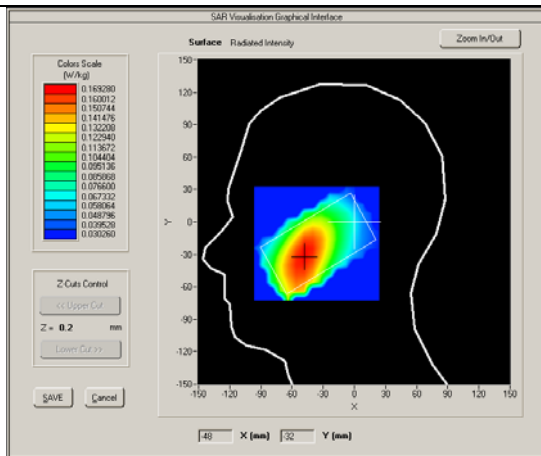 SAR Visualisation Graphical Interface
Surface Radiated Intensity
Zoom In/Out
Colors Scale
(W/kg)
0.169280
0.160012
0.150744
0.141476
0.132208
0.122940
0.113672
0.104404
0.095136
0.085868
0.076600
0.067332
0.058064
0.048796
0.039528
0.030260
150
120
90
60
30
0
-30
-60
-90
-120
-150
Y
-150 -120 -90 -60 -30 0 30 60 90 120 150
X
Z-Cuts Control
<< Upper Cut
Z = 0.2 mm
Lower Cut >>
SAVE Cancel
-48 X (mm) -32 Y (mm)